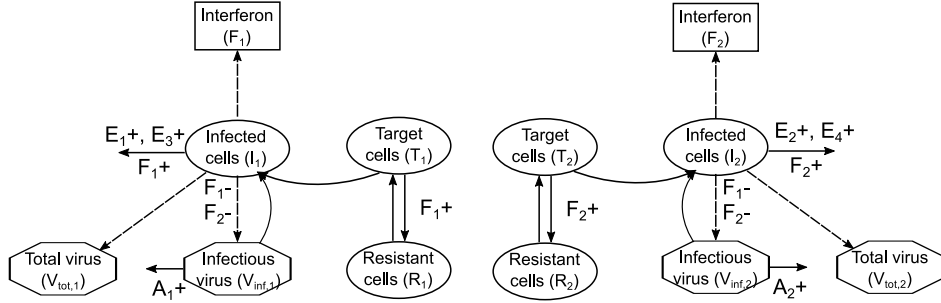 Interferon
(F₁)
E₁+, E₃+
F₁+
Infected
cells (I₁)
Target
cells (T₁)
F₁-
F₂-
F₁+
Total virus
(Vtot,1)
A₁+
Infectious
virus (Vinf,1)
Resistant
cells (R₁)
Interferon
(F₂)
Target
cells (T₂)
Infected
cells (I₂)
E₂+, E₄+
F₂+
F₂+
F₁-
F₂-
Resistant
cells (R₂)
Infectious
virus (Vinf,2)
A₂+
Total virus
(Vtot,2)